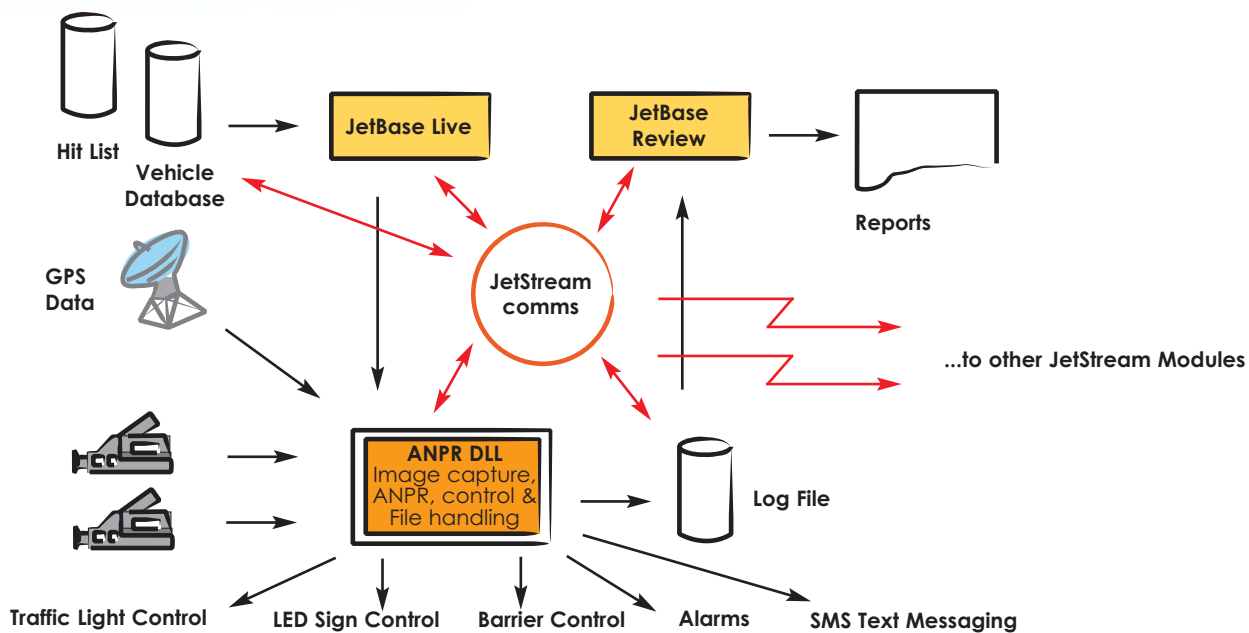 Hit List
Vehicle
Database
JetBase Live
JetBase
Review
Reports
GPS
Data
JetStream
comms
...to other JetStream Modules
ANPR DLL
Image capture,
ANPR, control &
File handling
Log File
Traffic Light Control
LED Sign Control
Barrier Control
Alarms
SMS Text Messaging